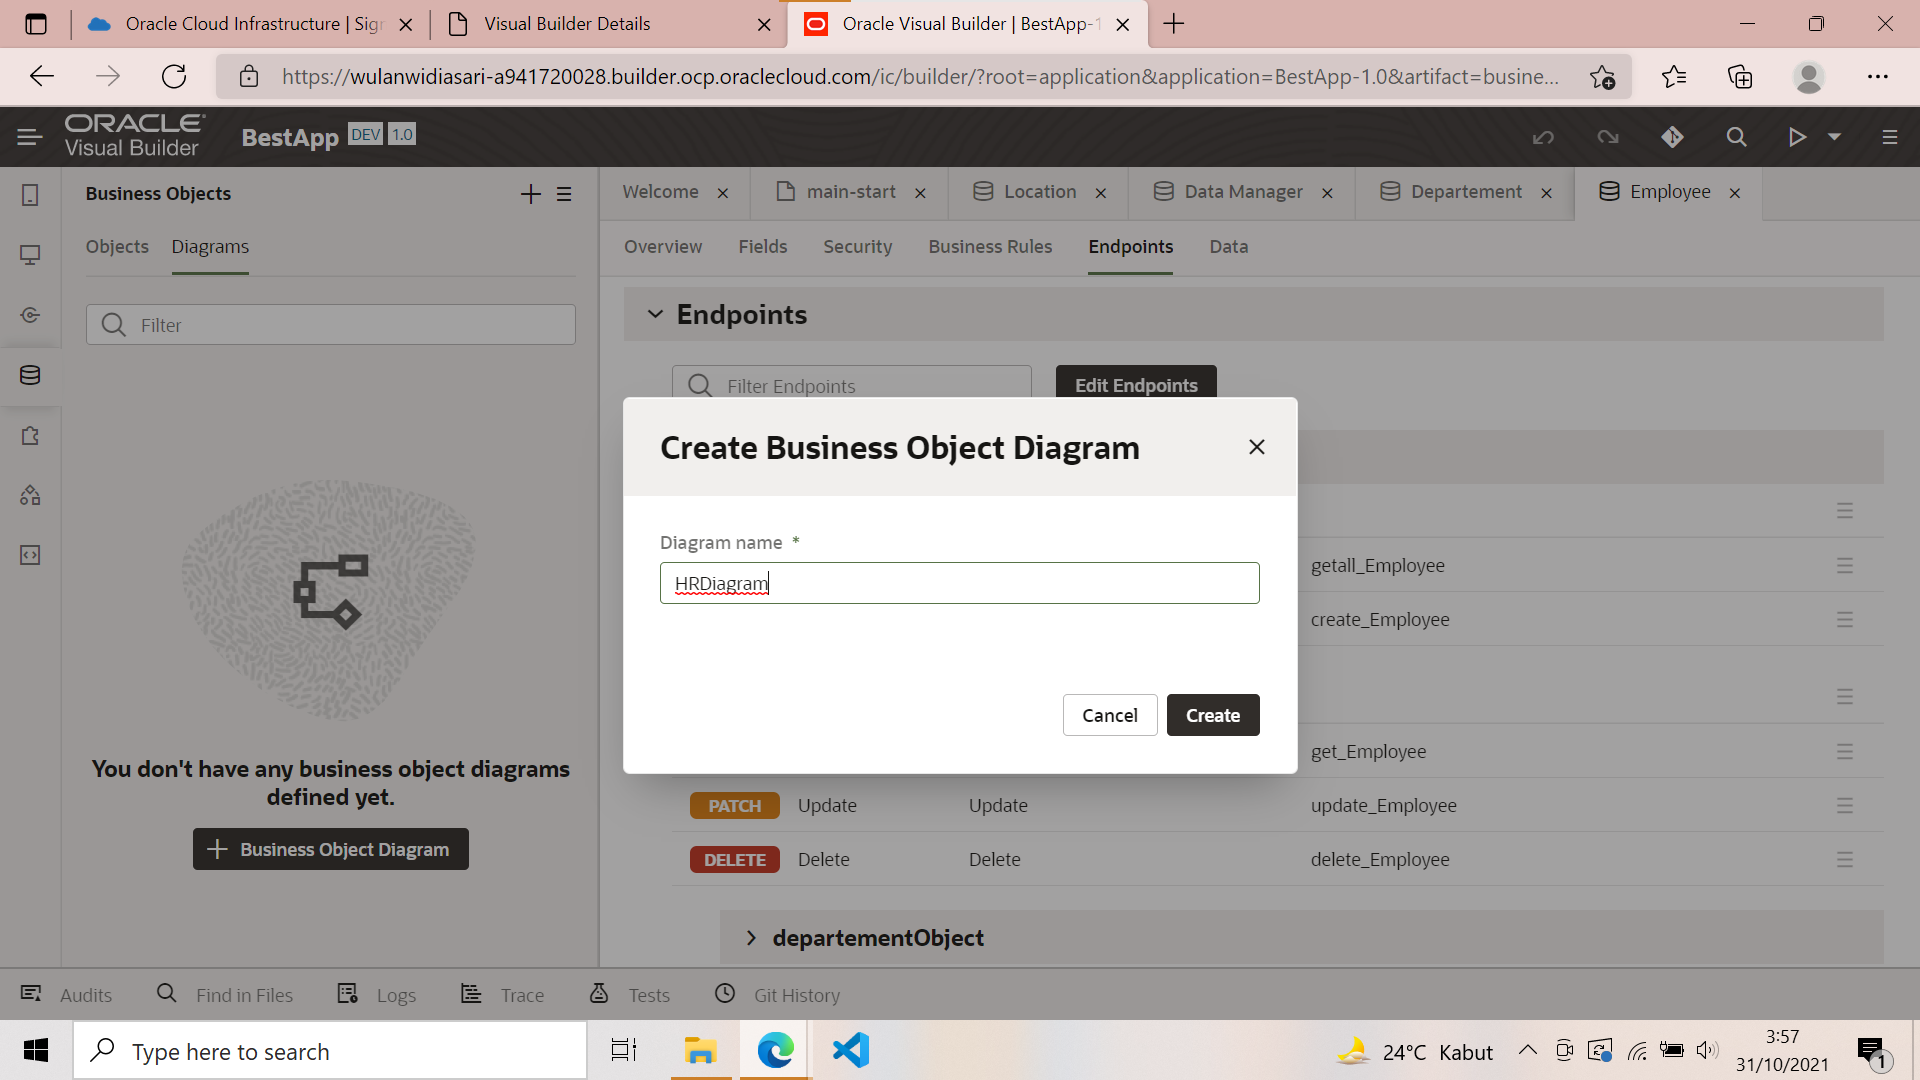 Oracle Cloud Infrastructure | Sign
Visual Builder Details
Oracle Visual Builder | BestApp-1
https://wulanwidiasari-a941720028.builder.ocp.oraclecloud.com/ic/builder/?root=application&application=BestApp-1.0&artifact=busine...
ORACLE
Visual Builder
BestApp DEV 1.0
Business Objects
Welcome
main-start
Location
Data Manager
Departement
Employee
Objects
Diagrams
Overview
Fields
Security
Business Rules
Endpoints
Data
Filter
Endpoints
Filter Endpoints
Edit Endpoints
Create Business Object Diagram
Diagram name *
HRDiagram
Cancel
Create
getall_Employee
create_Employee
get_Employee
PATCH Update Update update_Employee
DELETE Delete Delete delete_Employee
departementObject
You don't have any business object diagrams
defined yet.
Business Object Diagram
Audits
Find in Files
Logs
Trace
Tests
Git History
Type here to search
24°C Kabut
3:57
31/10/2021
1